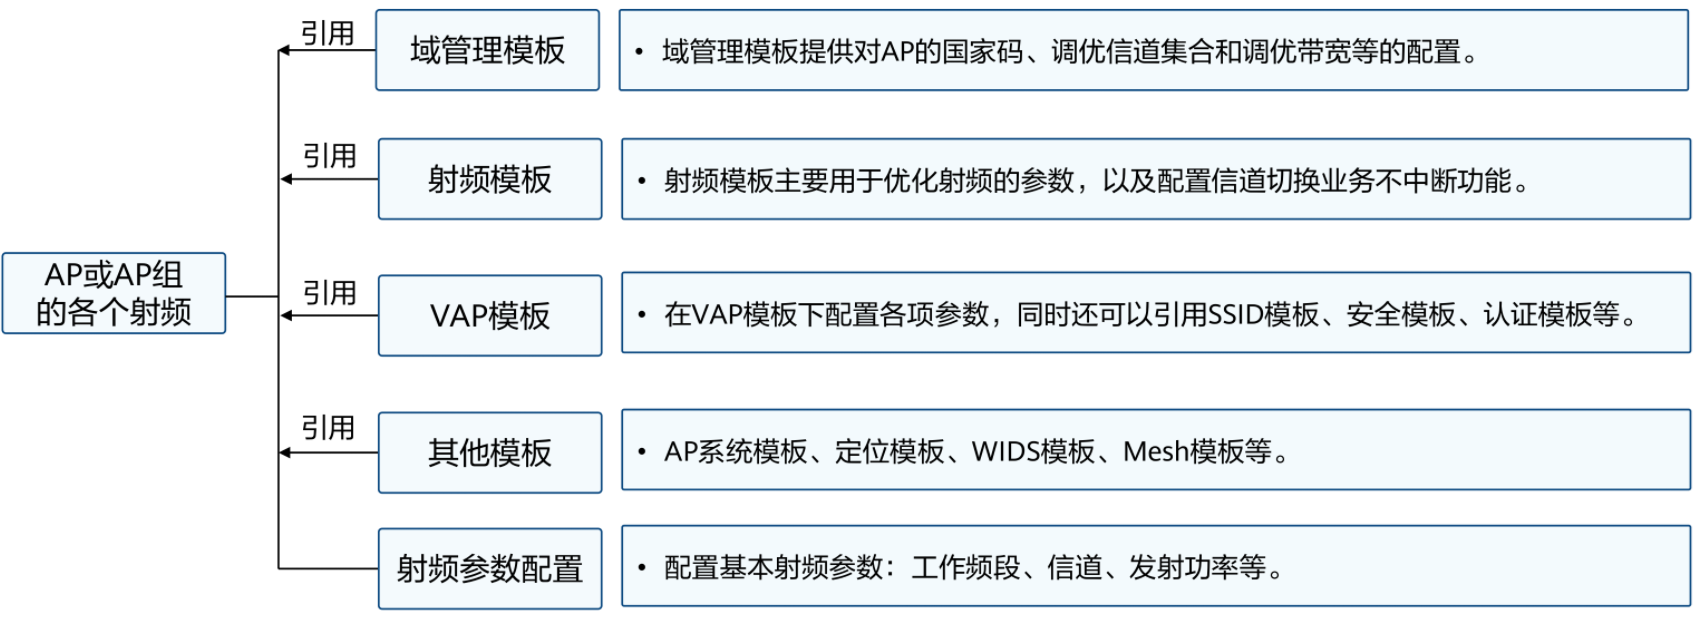 引用
域管理模板
• 域管理模板提供对AP的国家码、调优信道集合和调优带宽等的配置。
引用
射频模板
• 射频模板主要用于优化射频的参数，以及配置信道切换业务不中断功能。
AP或AP组
的各个射频
引用
VAP模板
• 在VAP模板下配置各项参数，同时还可以引用SSID模板、安全模板、认证模板等。
引用
其他模板
• AP系统模板、定位模板、WIDS模板、Mesh模板等。
射频参数配置
• 配置基本射频参数：工作频段、信道、发射功率等。